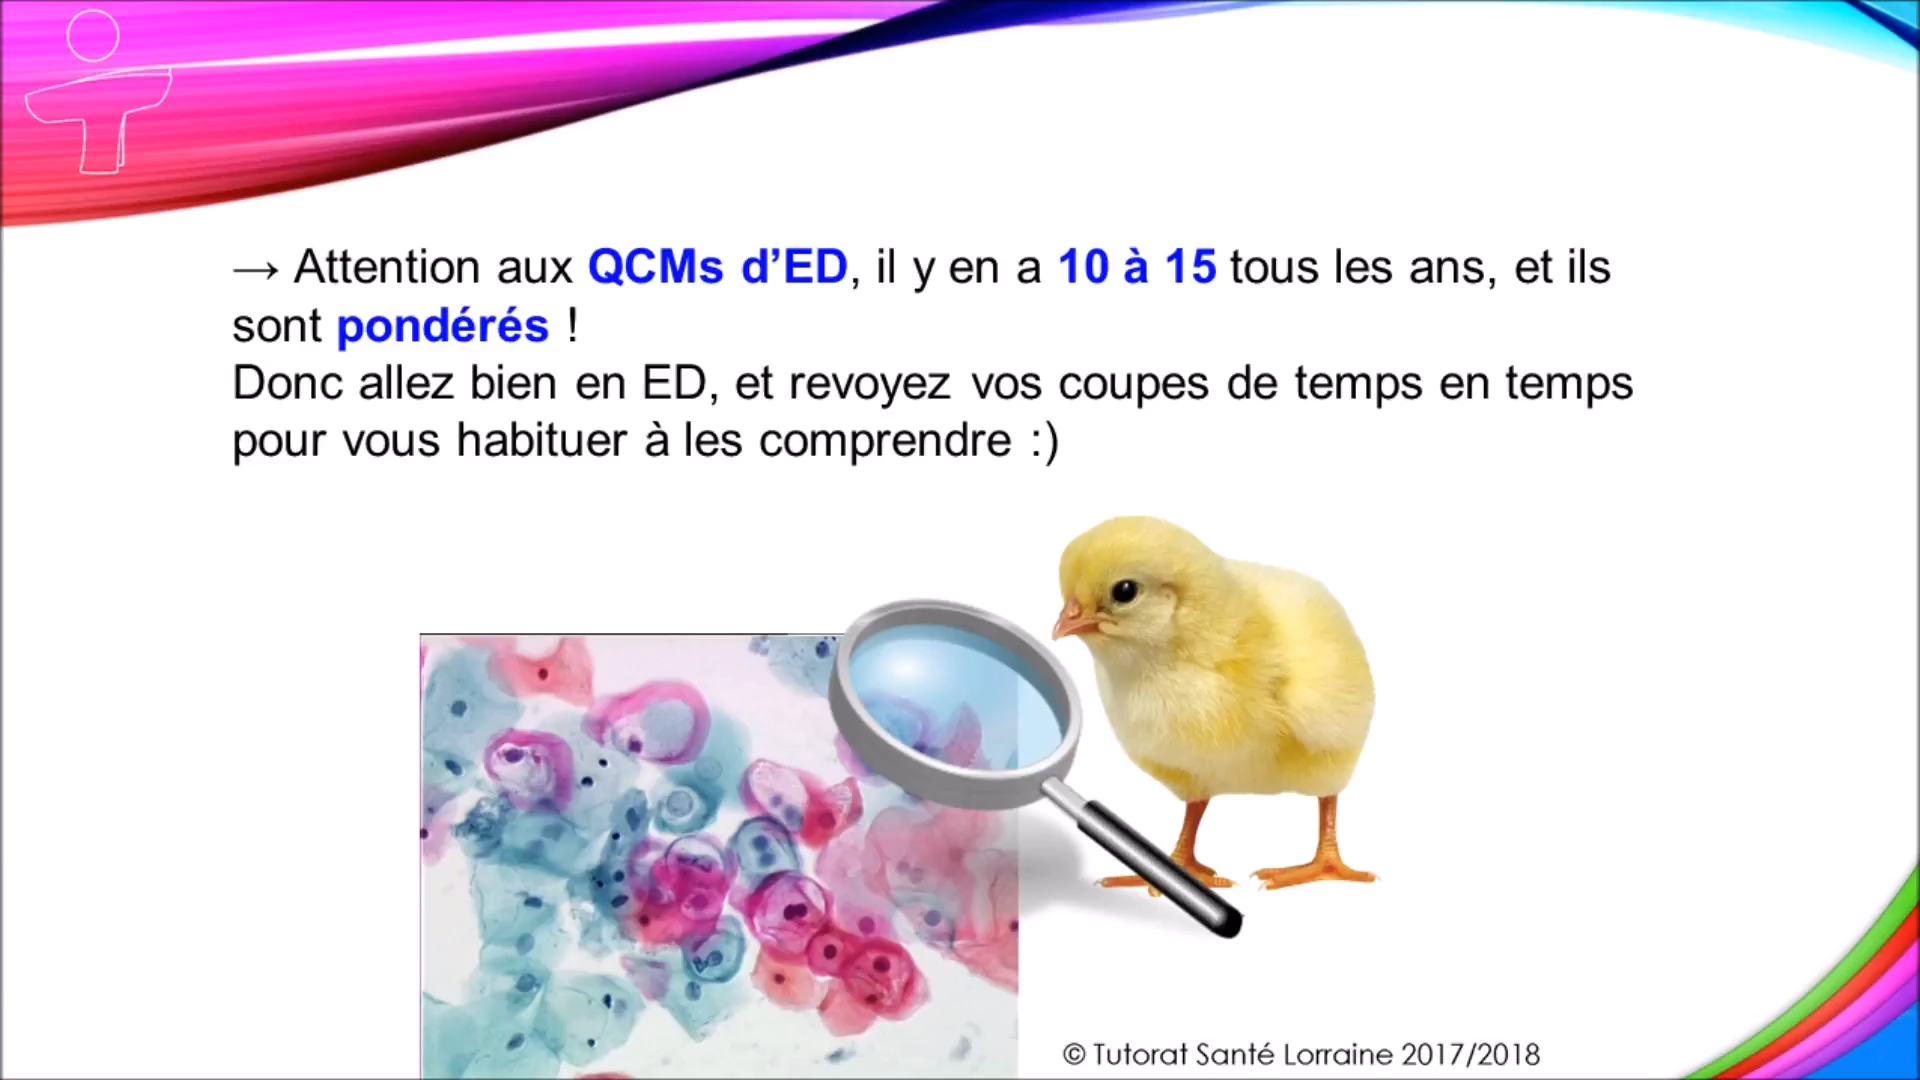 → Attention aux QCMs d’ED, il y en a 10 à 15 tous les ans, et ils
sont pondérés !
Donc allez bien en ED, et revoyez vos coupes de temps en temps
pour vous habituer à les comprendre :)
© Tutorat Santé Lorraine 2017/2018